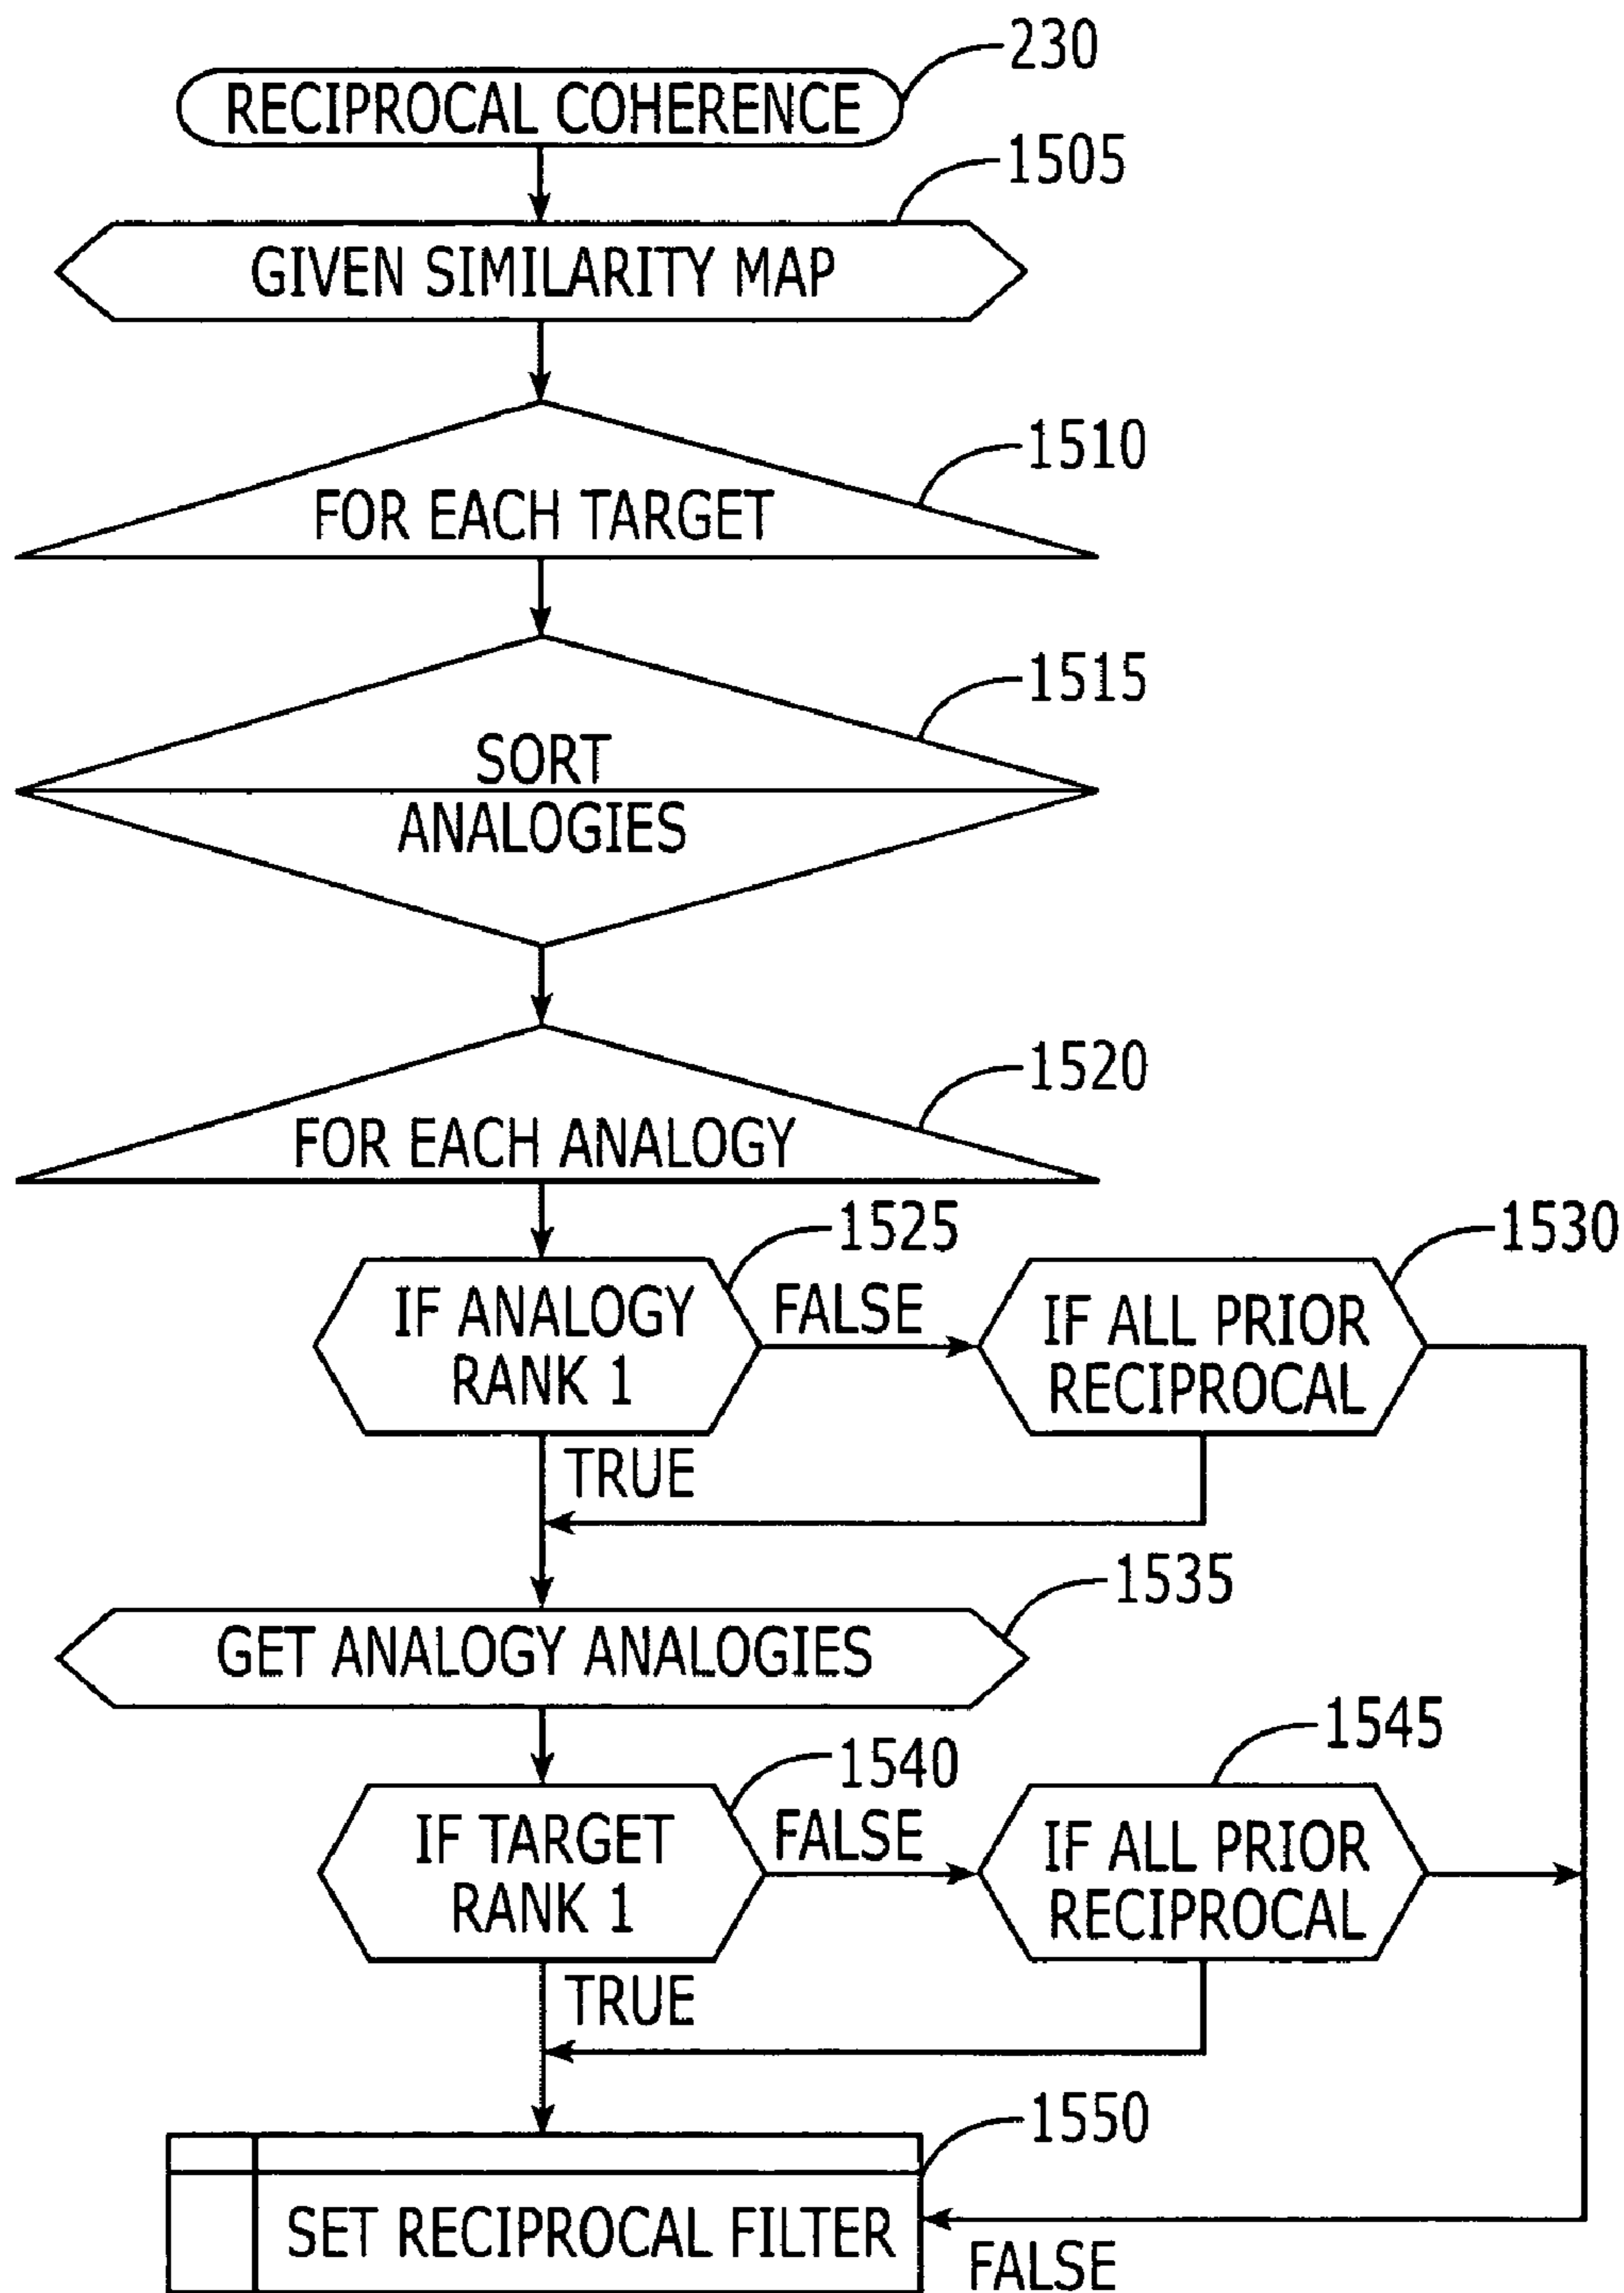 230
RECIPROCAL COHERENCE
1505
GIVEN SIMILARITY MAP
1510
FOR EACH TARGET
1515
SORT
ANALOGIES
1520
FOR EACH ANALOGY
1525
1530
IF ANALOGY
RANK 1
FALSE
IF ALL PRIOR
RECIPROCAL
TRUE
1535
GET ANALOGY ANALOGIES
1540
1545
IF TARGET
RANK 1
FALSE
IF ALL PRIOR
RECIPROCAL
TRUE
1550
SET RECIPROCAL FILTER
FALSE